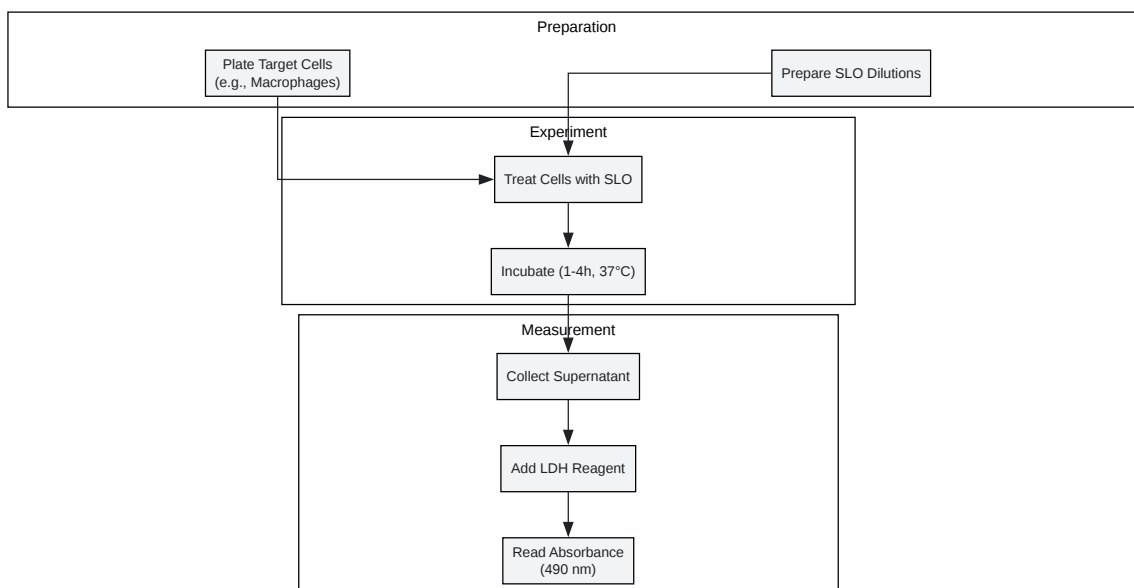 Preparation
Plate Target Cells
(e.g., Macrophages)
Prepare SLO Dilutions
Experiment
Treat Cells with SLO
Incubate (1-4h, 37°C)
Measurement
Collect Supernatant
Add LDH Reagent
Read Absorbance
(490 nm)